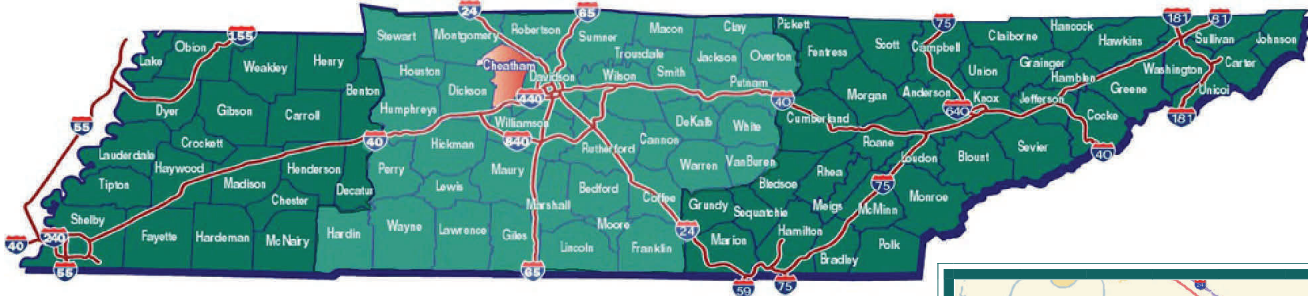 24
65
75
181
81
155
Lake
Obion
Weakley
Henry
Stewart
Montgomery
Robertson
Sumner
Macon
Clay
Pickett
Fentress
Scott
Campbell
Claiborne
Hancock
Hawkins
Sullivan
Johnson
Trousdale
Jackson
Overton
Union
Grainger
Hamblen
Washington
Carter
Houston
Cheatham
Davidson
Wilson
Smith
Putnam
Morgan
Anderson
Knox
Jefferson
Greene
Unicoi
Dyer
Gibson
Carroll
Benton
Humphreys
Dickson
440
40
Cumberland
640
Cocke
181
55
Crockett
40
Williamson
840
Hickman
Rutherford
Cannon
DeKalb
White
Roane
Loudon
Blount
Sevier
40
Lauderdale
Haywood
Madison
Henderson
Decatur
Perry
Lewis
Maury
Warren
VanBuren
Bledsoe
Rhea
75
Monroe
Tipton
Chester
Marshall
Bedford
Coffee
Grundy
Sequatchie
Meigs
McMinn
Shelby
Fayette
Hardeman
McNairy
Hardin
Wayne
Lawrence
Giles
Lincoln
Moore
Franklin
24
Marion
Hamilton
Bradley
Polk
40
240
55
65
59
75